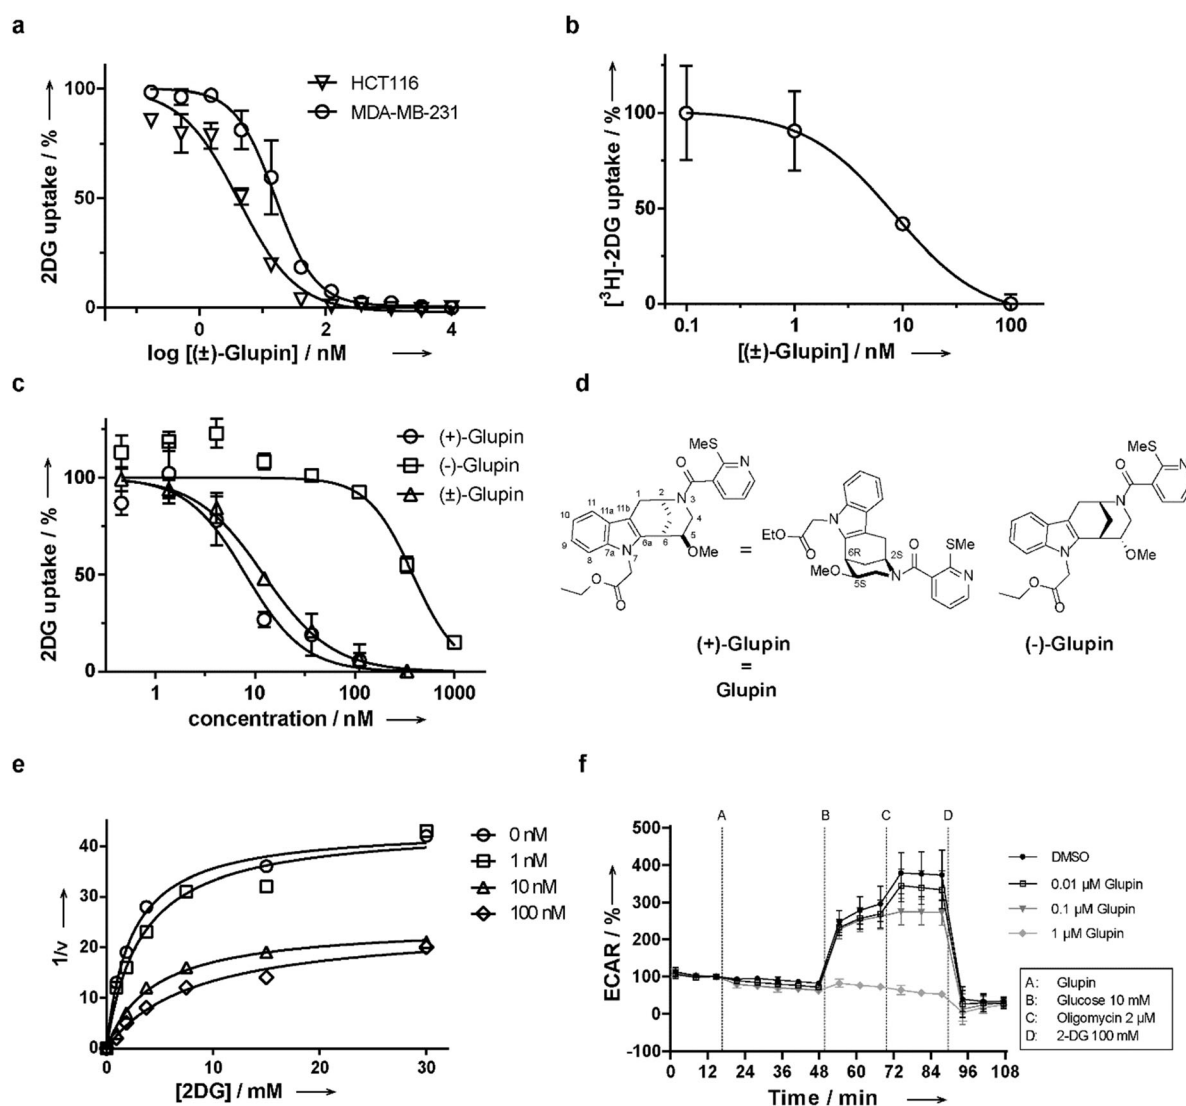 a
2DG uptake / %
100
50
0
0
2
4
log [(±)-Glupin] / nM
HCT116
MDA-MB-231
b
[³H]-2DG uptake / %
100
50
0
0.1
1
10
100
[(±)-Glupin] / nM
c
2DG uptake / %
100
50
0
1
10
100
1000
concentration / nM
(+)-Glupin
(-)-Glupin
(±)-Glupin
d
MeS
N
O
1
2
N
3
4
5
6
6a
N
7
7a
8
9
10
11
11a
11b
OMe
O
O
=
EtO
O
N
6R
2S
MeO
5S
N
O
SMe
N
MeS
N
O
N
N
OMe
O
O
(+)-Glupin
=
Glupin
(-)-Glupin
e
1/v
40
30
20
10
0
0
10
20
30
[2DG] / mM
0 nM
1 nM
10 nM
100 nM
f
A
B
C
D
ECAR / %
500
400
300
200
100
0
-100
0 12 24 36 48 60 72 84 96 108
Time / min
DMSO
0.01 µM Glupin
0.1 µM Glupin
1 µM Glupin
A: Glupin
B: Glucose 10 mM
C: Oligomycin 2 µM
D: 2-DG 100 mM